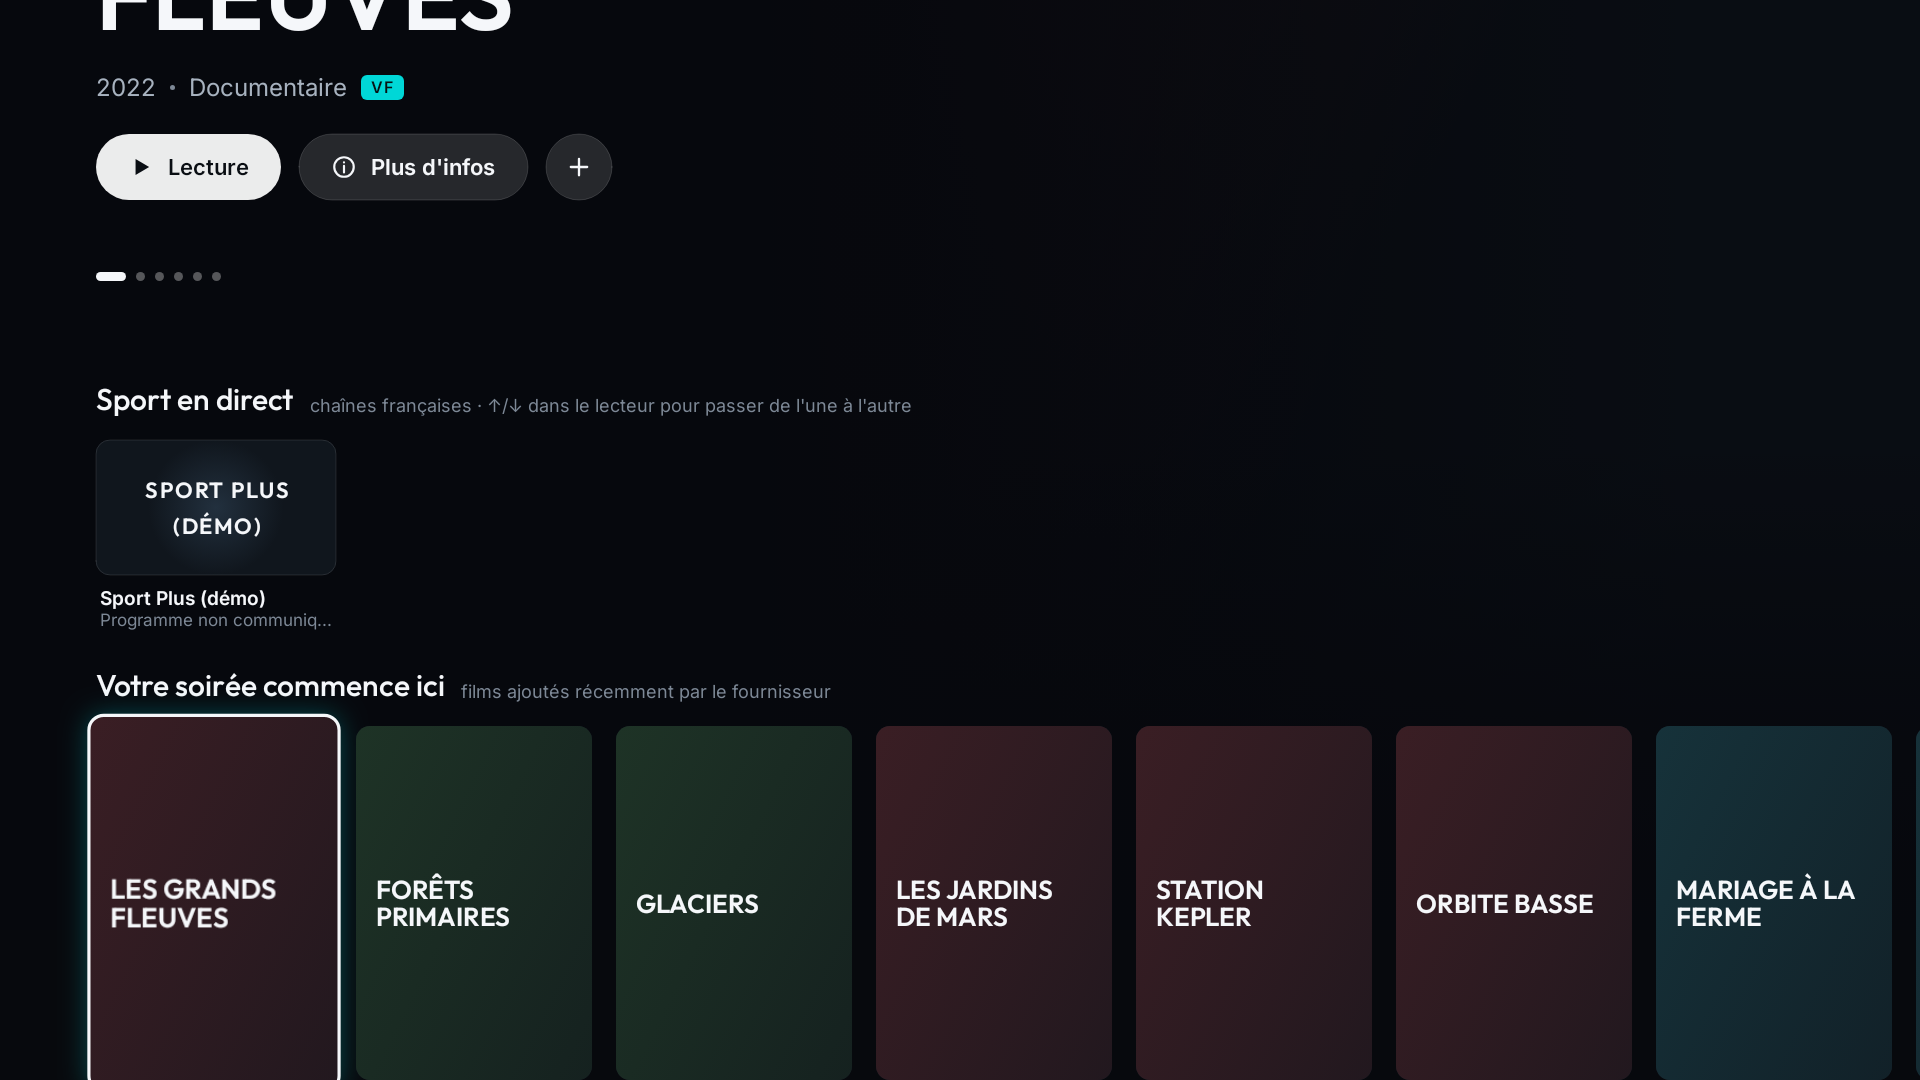 FLEUVES
2022 • Documentaire VF
Lecture
Plus d'infos
Sport en direct chaînes françaises · ↑/↓ dans le lecteur pour passer de l'une à l'autre
SPORT PLUS
(DÉMO)
Sport Plus (démo)
Programme non communiq...
Votre soirée commence ici films ajoutés récemment par le fournisseur
LES GRANDS
FLEUVES
FORÊTS
PRIMAIRES
GLACIERS
LES JARDINS
DE MARS
STATION
KEPLER
ORBITE BASSE
MARIAGE À LA
FERME